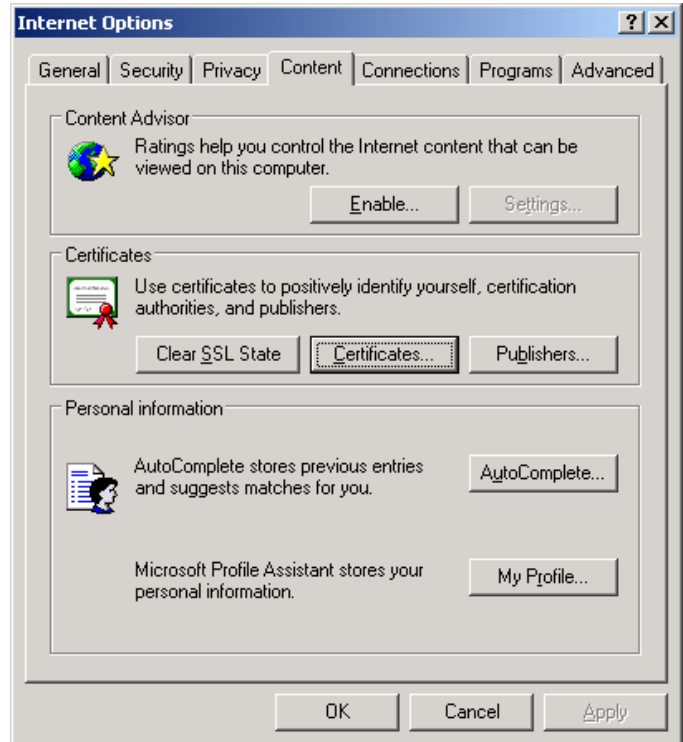 Internet Options
General Security Privacy Content Connections Programs Advanced
Content Advisor
Ratings help you control the Internet content that can be
viewed on this computer.
Enable... Settings...
Certificates
Use certificates to positively identify yourself, certification
authorities, and publishers.
Clear SSL State Certificates... Publishers...
Personal information
AutoComplete stores previous entries
and suggests matches for you.
AutoComplete...
Microsoft Profile Assistant stores your
personal information.
My Profile...
OK Cancel Apply